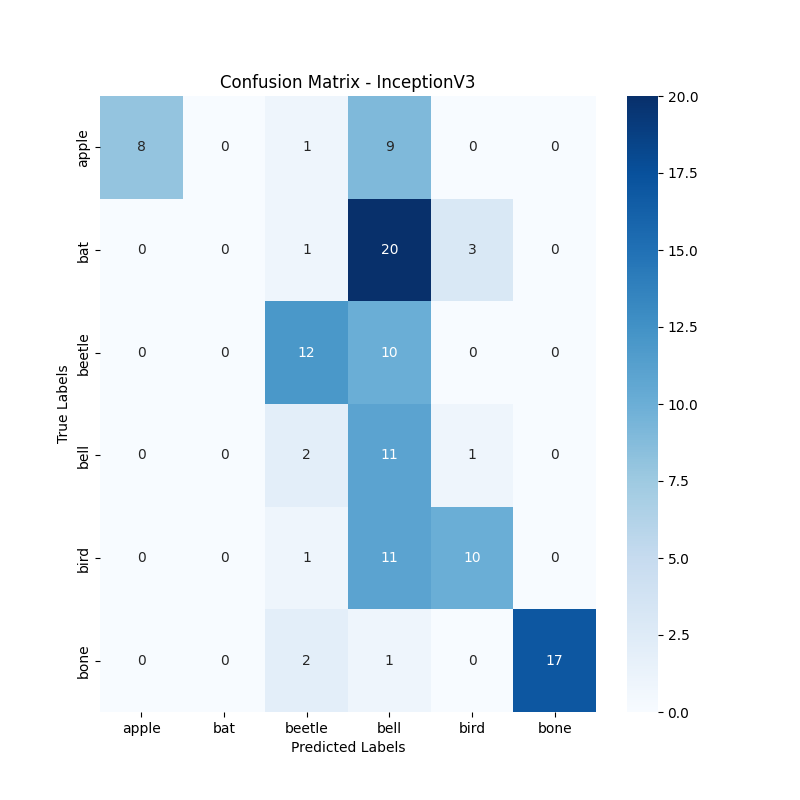 Confusion Matrix - InceptionV3
True Labels
apple 8 0 1 9 0 0
bat 0 0 1 20 3 0
beetle 0 0 12 10 0 0
bell 0 0 2 11 1 0
bird 0 0 1 11 10 0
bone 0 0 2 1 0 17
apple bat beetle bell bird bone
Predicted Labels
20.0
17.5
15.0
12.5
10.0
7.5
5.0
2.5
0.0